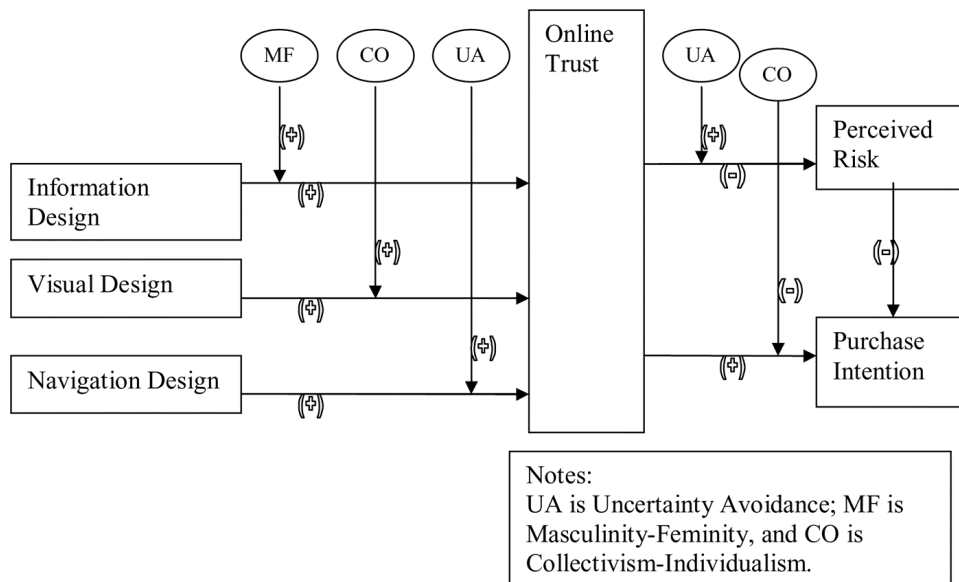 MF
CO
UA
Online
Trust
UA
CO
(+)
(+)
Perceived
Risk
Information
Design
(+)
(-)
(+)
(-)
Visual Design
(+)
(-)
(+)
Purchase
Intention
(+)
Navigation Design
(+)
Notes:
UA is Uncertainty Avoidance; MF is
Masculinity-Feminity, and CO is
Collectivism-Individualism.